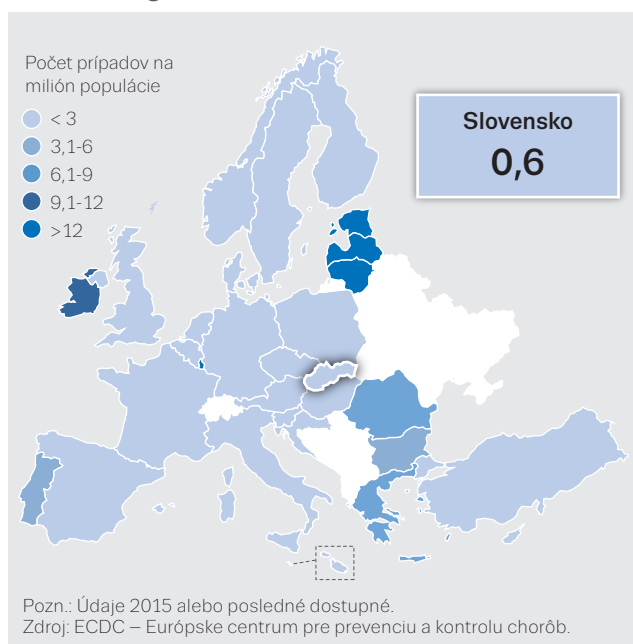 Počet prípadov na
milión populácie
< 3
3,1-6
6,1-9
9,1-12
>12
Slovensko
0,6
Pozn.: Údaje 2015 alebo posledné dostupné.
Zdroj: ECDC – Európske centrum pre prevenciu a kontrolu chorôb.